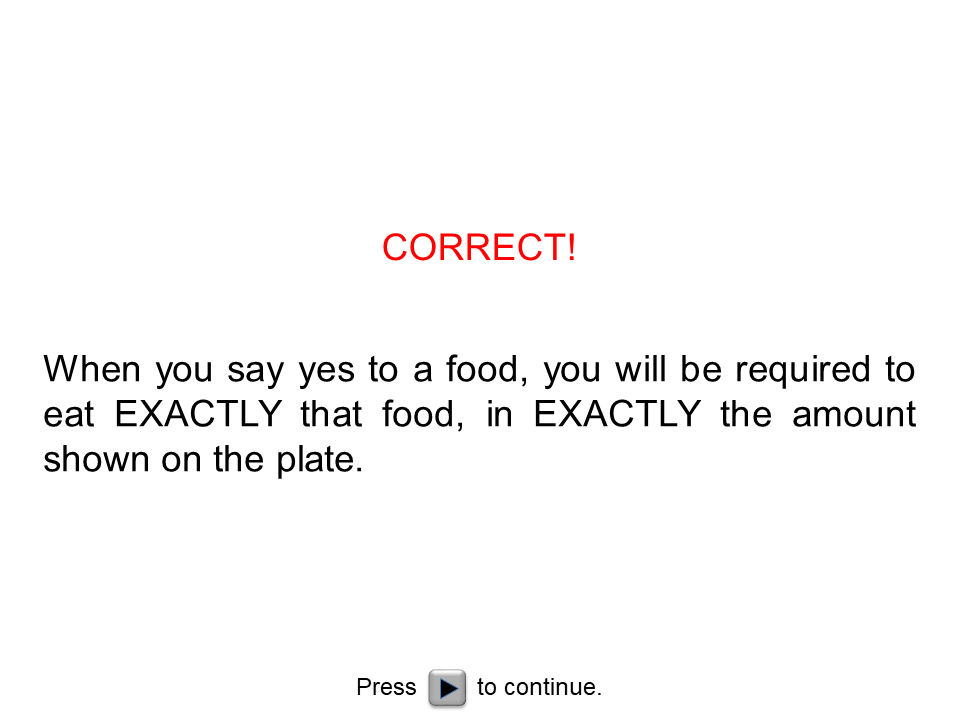 CORRECT!
When you say yes to a food, you will be required to
eat EXACTLY that food, in EXACTLY the amount
shown on the plate.
Press to continue.